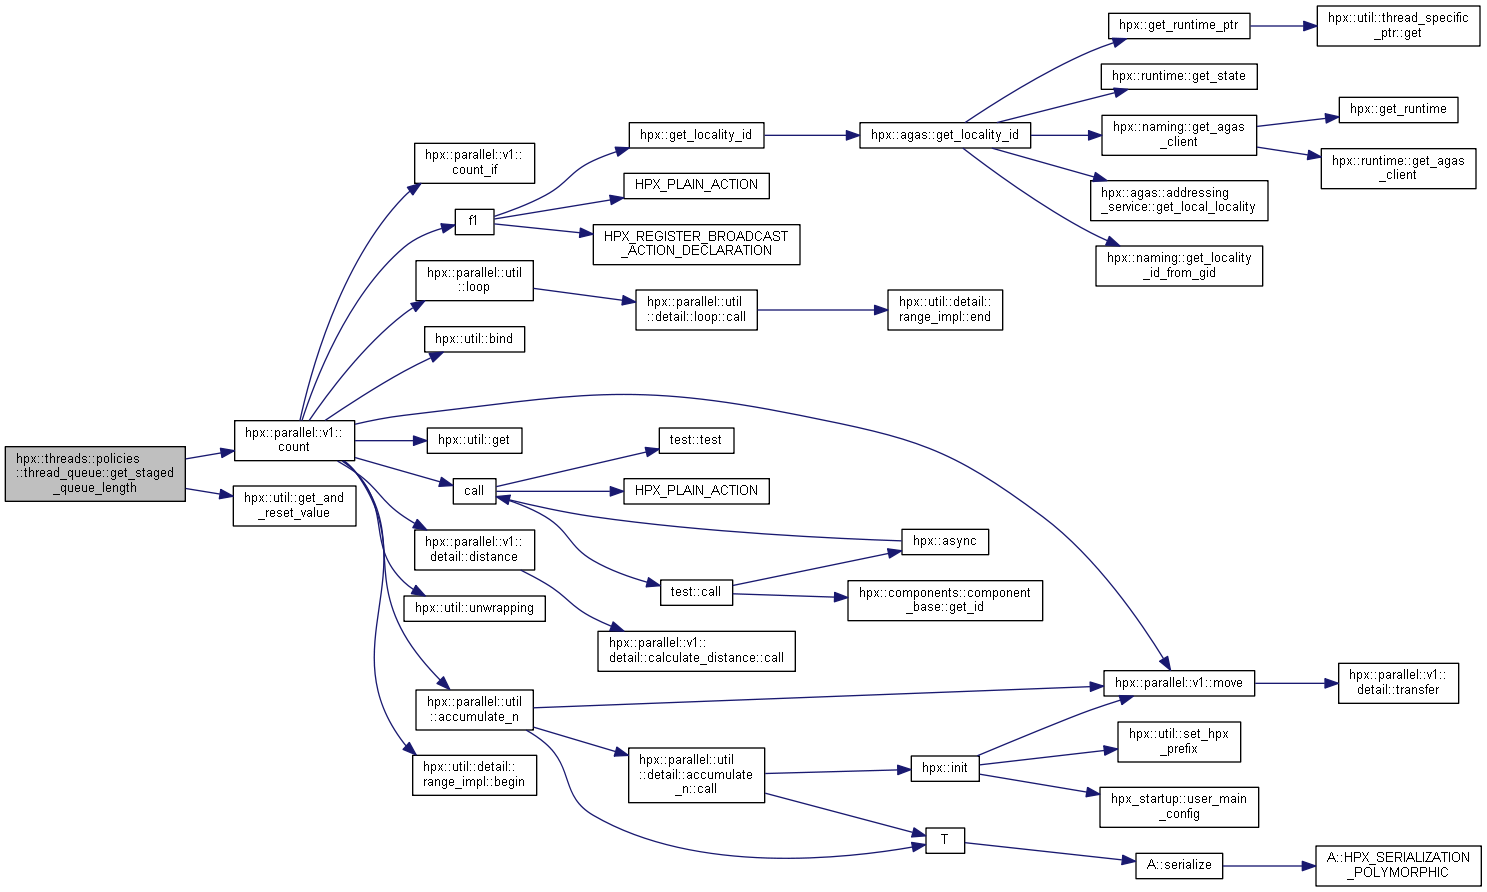 hpx::threads::policies
::thread_queue::get_staged
_queue_length
hpx::parallel::v1::
count
hpx::util::get_and
_reset_value
hpx::parallel::v1::
count_if
f1
hpx::parallel::util
::loop
hpx::util::bind
hpx::util::get
call
hpx::parallel::v1::
detail::distance
hpx::util::unwrapping
hpx::parallel::util
::accumulate_n
hpx::util::detail::
range_impl::begin
hpx::get_locality_id
HPX_PLAIN_ACTION
HPX_REGISTER_BROADCAST
_ACTION_DECLARATION
hpx::parallel::util
::detail::loop::call
test::test
HPX_PLAIN_ACTION
test::call
hpx::parallel::v1::
detail::calculate_distance::call
hpx::parallel::util
::detail::accumulate
_n::call
hpx::agas::get_locality_id
hpx::util::detail::
range_impl::end
hpx::async
hpx::components::component
_base::get_id
hpx::init
T
hpx::get_runtime_ptr
hpx::runtime::get_state
hpx::naming::get_agas
_client
hpx::agas::addressing
_service::get_local_locality
hpx::naming::get_locality
_id_from_gid
hpx::parallel::v1::move
hpx::util::set_hpx
_prefix
hpx_startup::user_main
_config
A::serialize
hpx::util::thread_specific
_ptr::get
hpx::get_runtime
hpx::runtime::get_agas
_client
hpx::parallel::v1::
detail::transfer
A::HPX_SERIALIZATION
_POLYMORPHIC